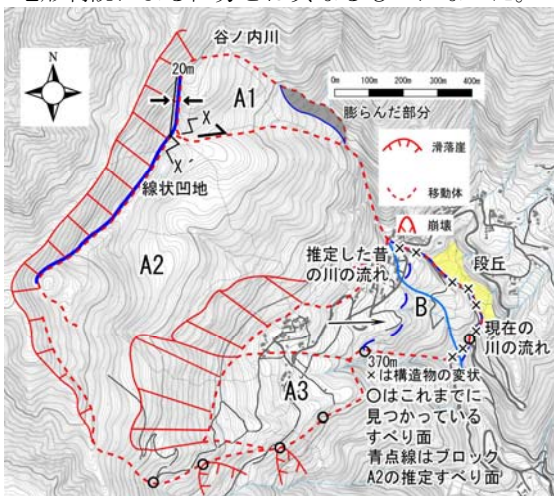 谷ノ内川
N
20m
A1
0m 100m 200m 300m 400m
膨らんだ部分
X
X'
滑落崖
移動体
線状凹地
崩壊
推定した昔
の川の流れ
段丘
A2
B
現在の
川の流れ
A3
370m
×は構造物の変状
○はこれまでに
見つかっている
すべり面
青点線はブロック
A2の推定すべり面